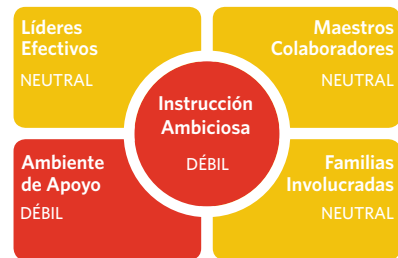 Líderes
Efectivos
NEUTRAL
Maestros
Colaboradores
NEUTRAL
Instrucción
Ambiciosa
DÉBIL
Ambiente
de Apoyo
DÉBIL
Familias
Involucradas
NEUTRAL